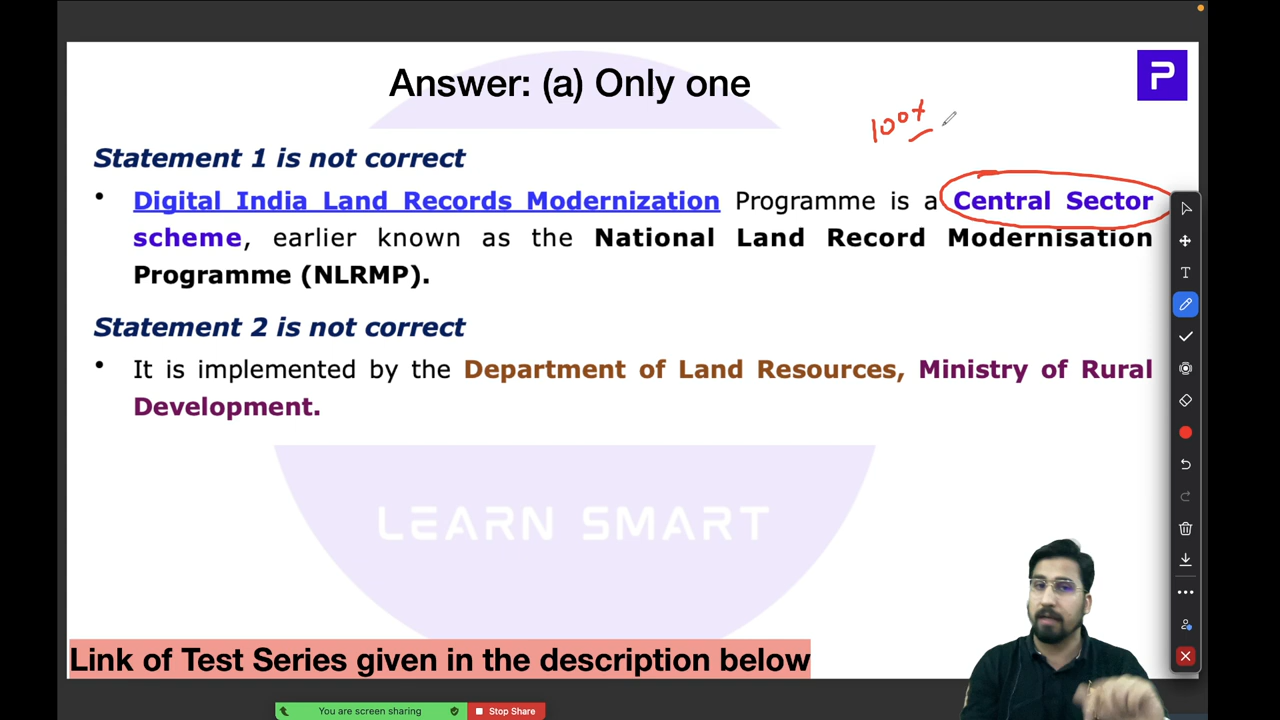 Answer: (a) Only one
100%
Statement 1 is not correct
• Digital India Land Records Modernization Programme is a Central Sector
scheme, earlier known as the National Land Record Modernisation
Programme (NLRMP).
Statement 2 is not correct
• It is implemented by the Department of Land Resources, Ministry of Rural
Development.
LEARN SMART
Link of Test Series given in the description below
You are screen sharing
Stop Share